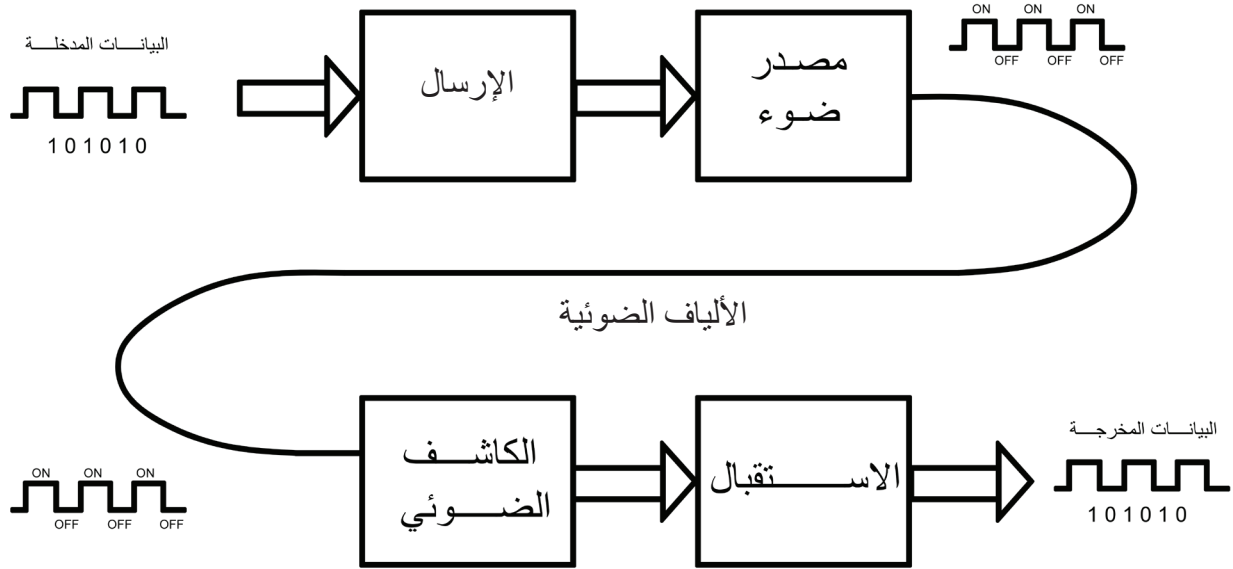 البيانات المدخلة
101010
الإرسال
مصدر
ضوء
ON ON ON
OFF OFF OFF
الألياف الضوئية
ON ON ON
OFF OFF OFF
الكاشف
الضوئي
الاستقبال
البيانات المخرجة
101010